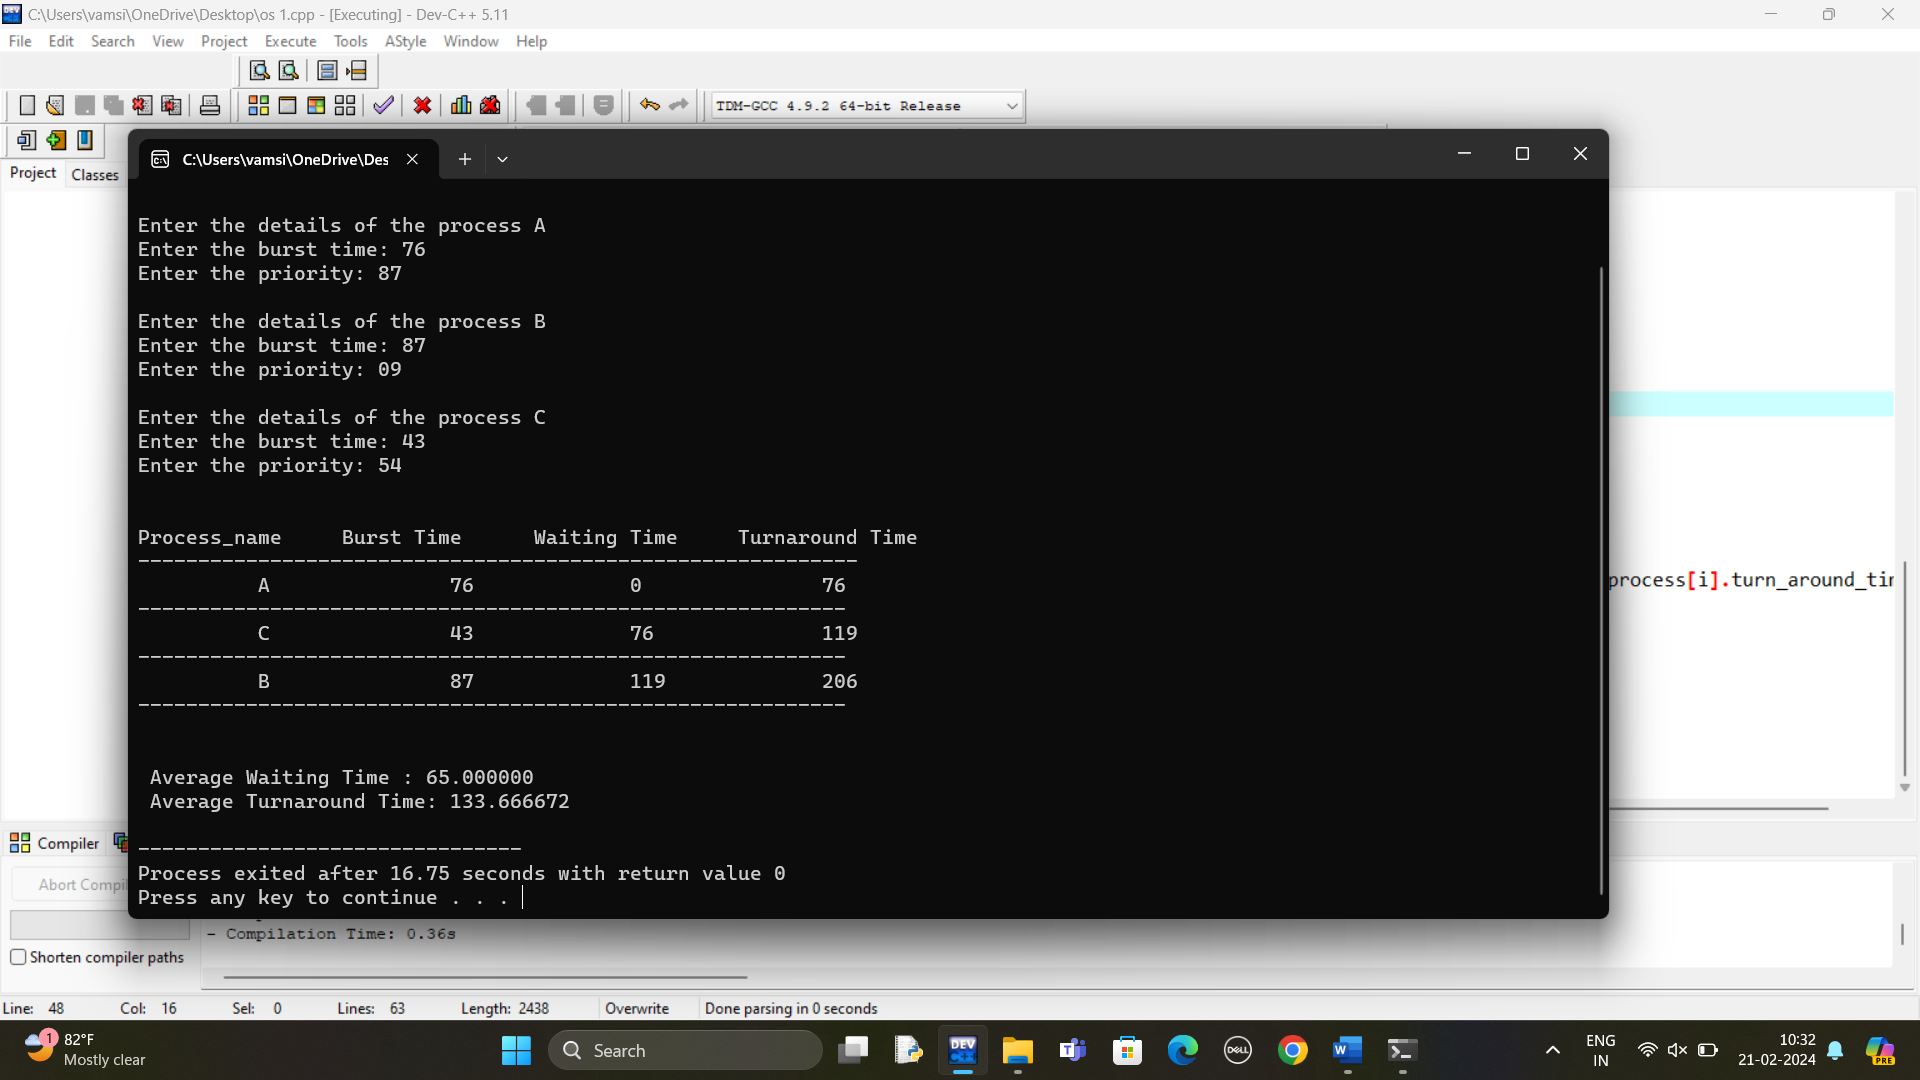 C:\Users\vamsi\OneDrive\Desktop\os 1.cpp - [Executing] - Dev-C++ 5.11
File Edit Search View Project Execute Tools AStyle Window Help
TDM-GCC 4.9.2 64-bit Release
Project Classes
C:\Users\vamsi\OneDrive\Des
Enter the details of the process A
Enter the burst time: 76
Enter the priority: 87
Enter the details of the process B
Enter the burst time: 87
Enter the priority: 09
Enter the details of the process C
Enter the burst time: 43
Enter the priority: 54
Process_name Burst Time Waiting Time Turnaround Time
------------------------------------------------------------
A 76 0 76
-----------------------------------------------------------
C 43 76 119
-----------------------------------------------------------
B 87 119 206
-----------------------------------------------------------
Average Waiting Time : 65.000000
Average Turnaround Time: 133.666672
--------------------------------
Process exited after 16.75 seconds with return value 0
Press any key to continue . . .
process[i].turn_around_tim
Compiler
Abort Compil
- Compilation Time: 0.36s
Shorten compiler paths
Line: 48 Col: 16 Sel: 0 Lines: 63 Length: 2438 Overwrite Done parsing in 0 seconds
1
82°F
Mostly clear
Search
DEV C++
DELL
W
PRE
ENG
IN
10:32
21-02-2024